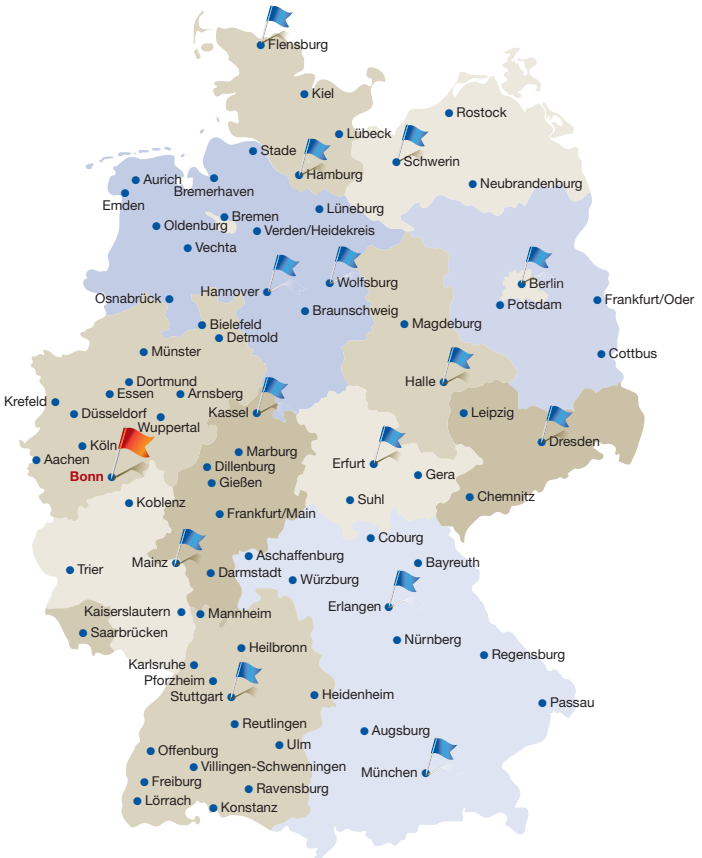 Flensburg
Kiel
Rostock
Lübeck
Stade
Schwerin
Hamburg
Aurich
Bremerhaven
Neubrandenburg
Emden
Lüneburg
Bremen
Oldenburg
Verden/Heidekreis
Vechta
Hannover
Wolfsburg
Berlin
Osnabrück
Potsdam
Frankfurt/Oder
Braunschweig
Bielefeld
Magdeburg
Detmold
Münster
Cottbus
Dortmund
Halle
Essen
Arnsberg
Krefeld
Düsseldorf
Kassel
Leipzig
Wuppertal
Dresden
Köln
Marburg
Aachen
Dillenburg
Erfurt
Bonn
Gera
Gießen
Koblenz
Suhl
Chemnitz
Frankfurt/Main
Coburg
Aschaffenburg
Mainz
Bayreuth
Trier
Darmstadt
Würzburg
Erlangen
Kaiserslautern
Mannheim
Saarbrücken
Nürnberg
Heilbronn
Regensburg
Karlsruhe
Pforzheim
Stuttgart
Heidenheim
Passau
Reutlingen
Augsburg
Ulm
Offenburg
Villingen-Schwenningen
München
Freiburg
Ravensburg
Lörrach
Konstanz